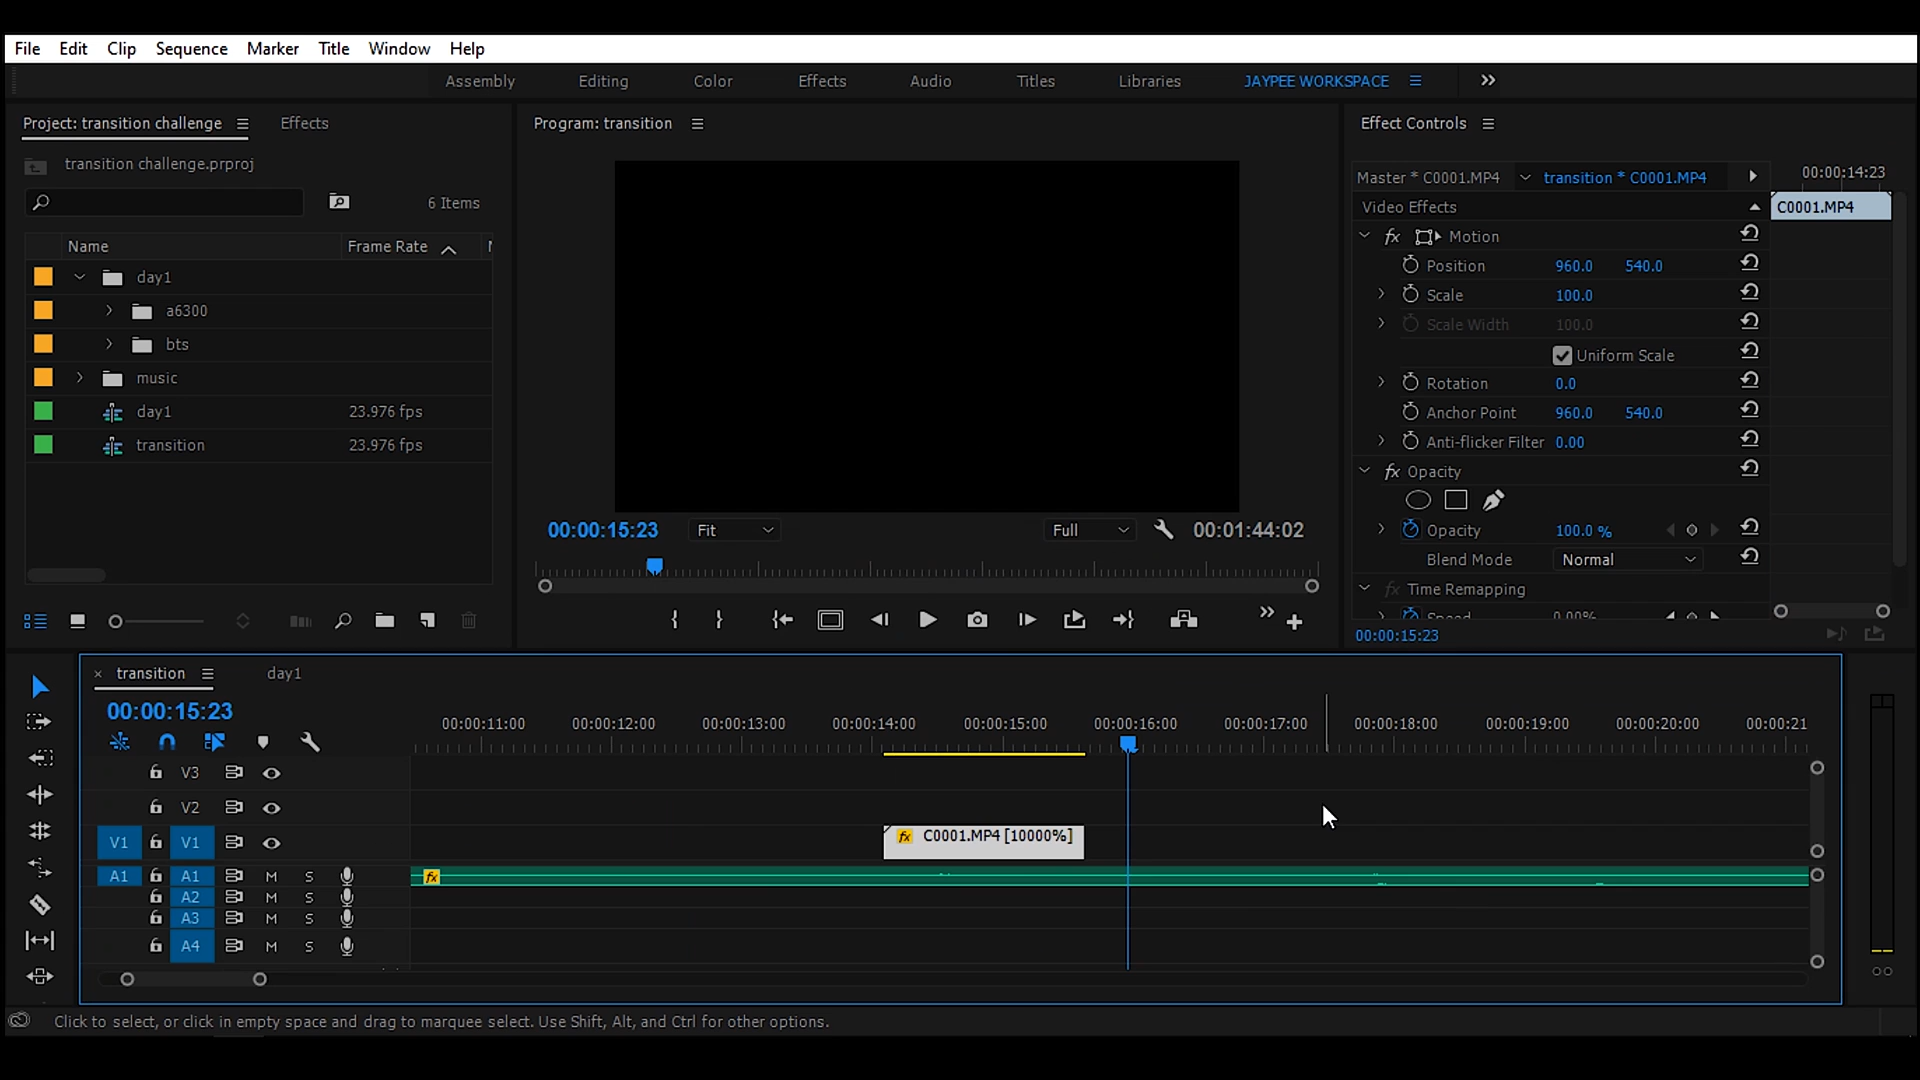 File Edit Clip Sequence Marker Title Window Help
Assembly Editing Color Effects Audio Titles Libraries JAYPEE WORKSPACE
Project: transition challenge Effects
transition challenge.prproj
6 Items
Name Frame Rate
day1
a6300
bts
music
day1 23.976 fps
transition 23.976 fps
Program: transition
00:00:15:23 Fit Full 00:01:44:02
Effect Controls
Master * C0001.MP4 transition * C0001.MP4 00:00:14:23
Video Effects C0001.MP4
fx Motion
Position 960.0 540.0
Scale 100.0
Scale Width 100.0
Uniform Scale
Rotation 0.0
Anchor Point 960.0 540.0
Anti-flicker Filter 0.00
fx Opacity
Opacity 100.0 %
Blend Mode Normal
fx Time Remapping
Speed 0.00%
00:00:15:23
transition day1
00:00:15:23
00:00:11:00 00:00:12:00 00:00:13:00 00:00:14:00 00:00:15:00 00:00:16:00 00:00:17:00 00:00:18:00 00:00:19:00 00:00:20:00 00:00:21
V3
V2
V1 V1 fx C0001.MP4 [10000%]
A1 A1 M S fx
A2 M S
A3 M S
A4 M S
Click to select, or click in empty space and drag to marquee select. Use Shift, Alt, and Ctrl for other options.